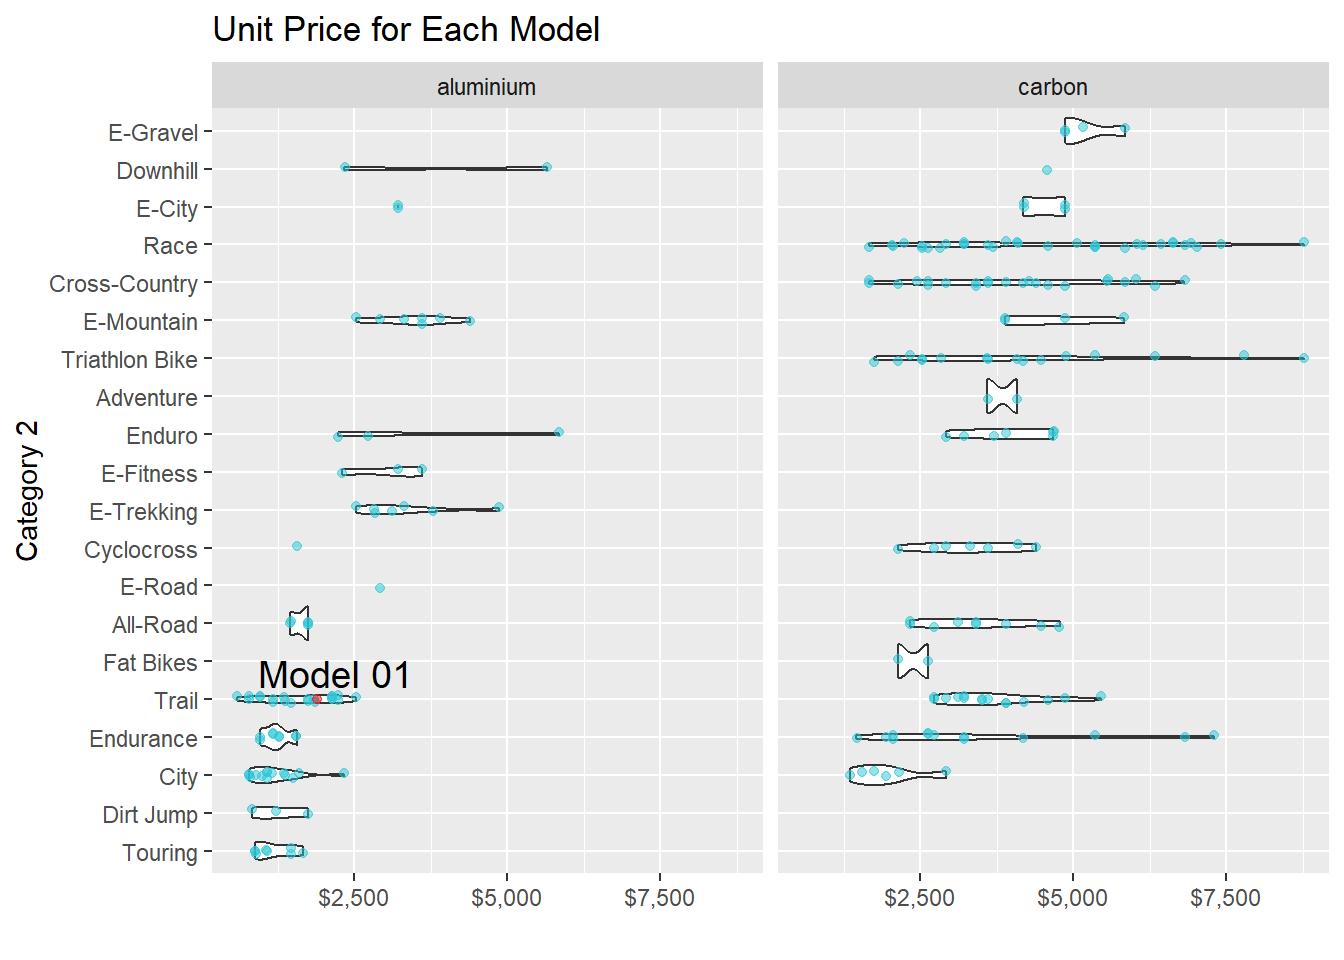 Unit Price for Each Model
aluminium
carbon
Category 2
E-Gravel
Downhill
E-City
Race
Cross-Country
E-Mountain
Triathlon Bike
Adventure
Enduro
E-Fitness
E-Trekking
Cyclocross
E-Road
All-Road
Fat Bikes
Trail
Endurance
City
Dirt Jump
Touring
Model 01
$2,500 $5,000 $7,500
$2,500 $5,000 $7,500